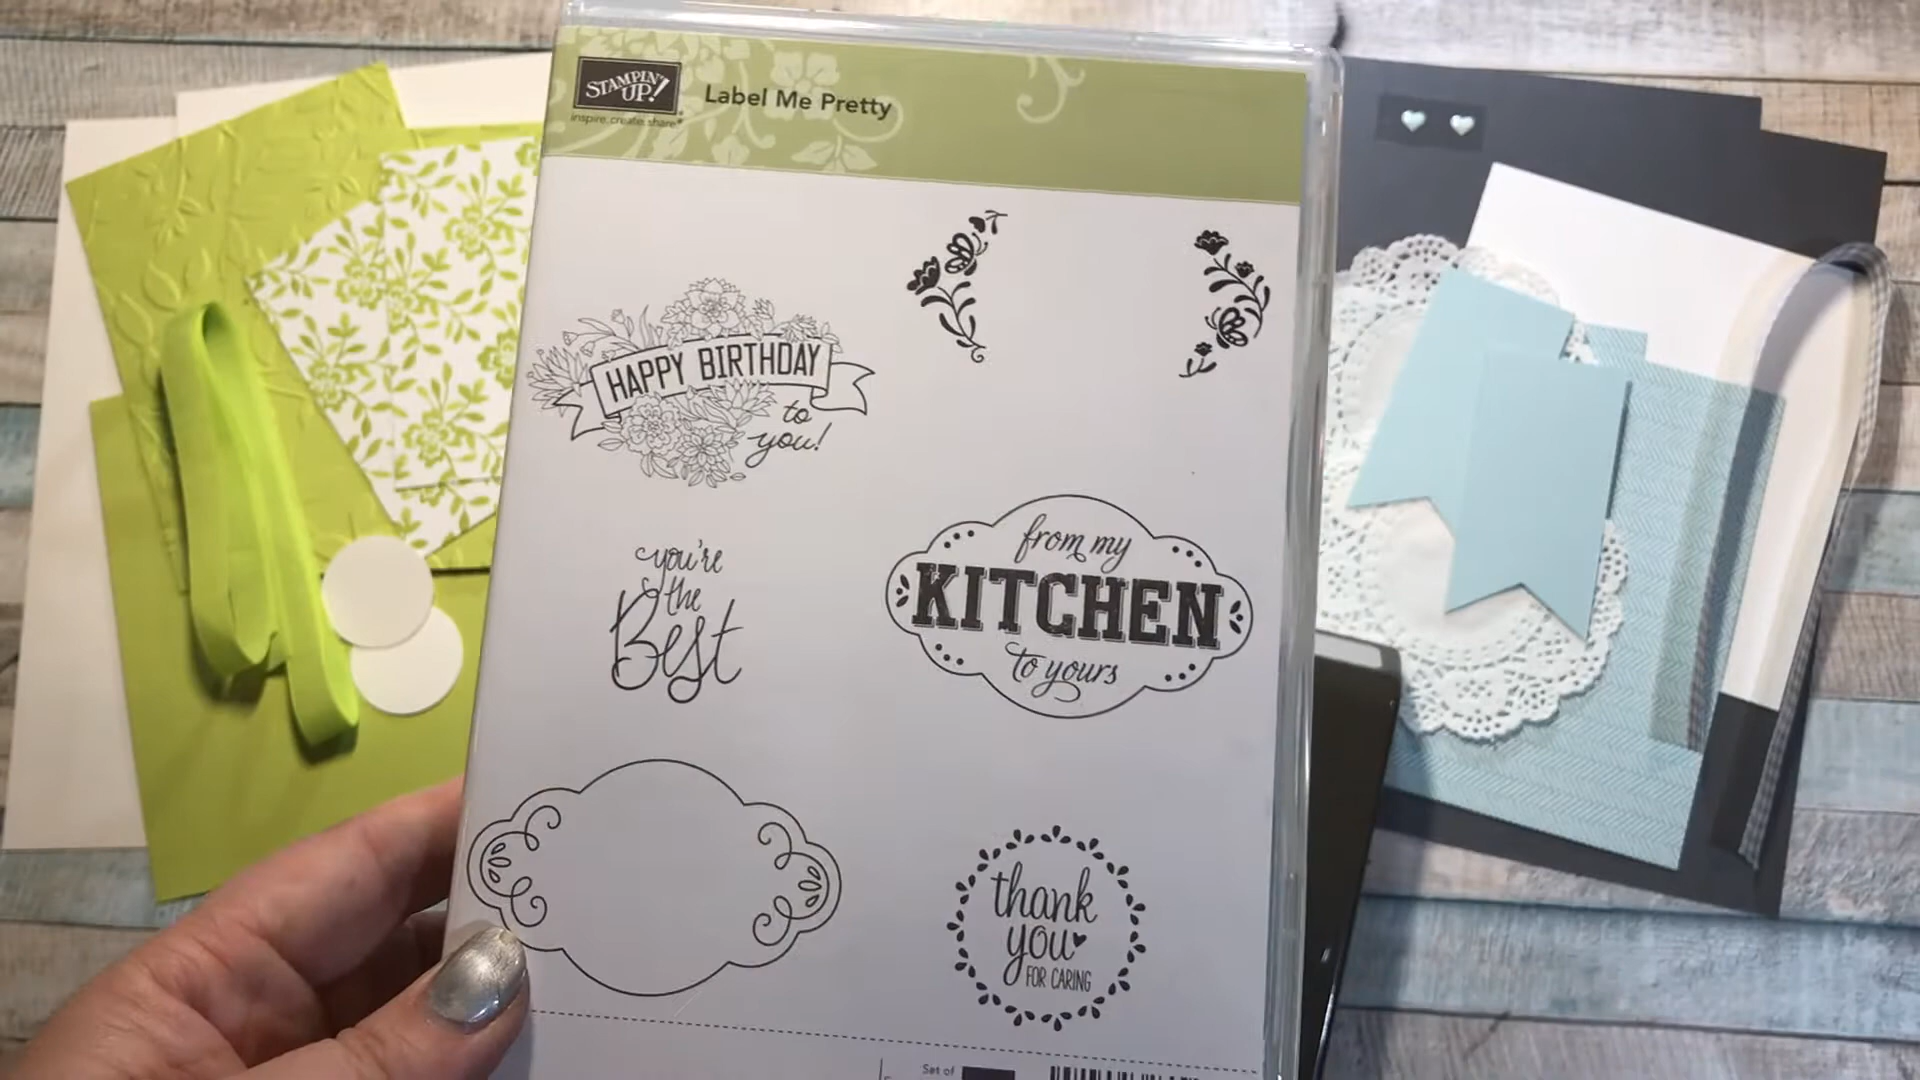 STAMPIN' UP!
inspire. create. share.®
Label Me Pretty
HAPPY BIRTHDAY
to
you!
you're
the
Best
from my
KITCHEN
to yours
thank
you
FOR CARING
Set of